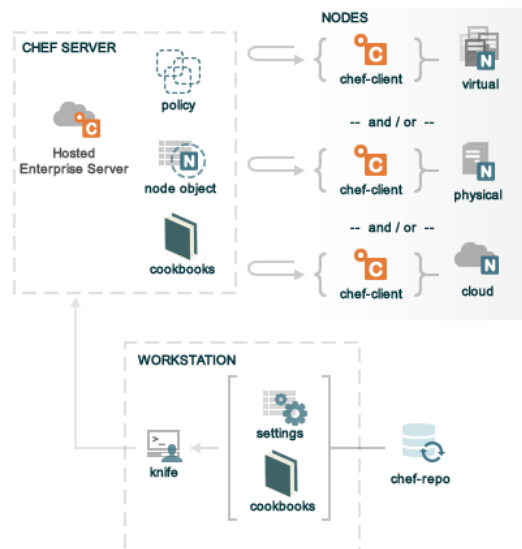 CHEF SERVER
policy
Hosted
Enterprise Server
node object
cookbooks
NODES
chef-client
virtual
-- and / or --
chef-client
physical
-- and / or --
chef-client
cloud
WORKSTATION
knife
settings
cookbooks
chef-repo
C
N
C
N
C
N
C
N
>_